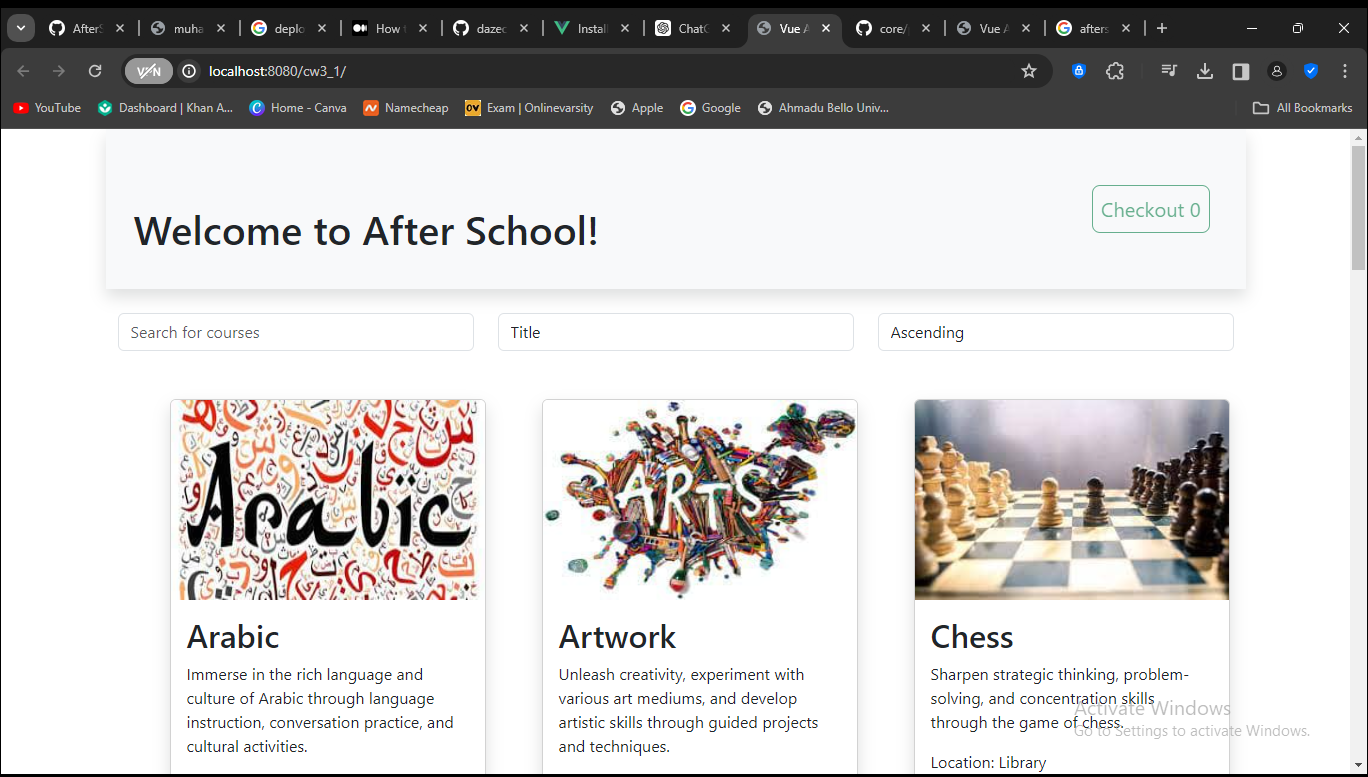 AfterS
muha
deplo
How t
dazec
Install
ChatG
Vue A
core/
Vue A
afters
VPN
localhost:8080/cw3_1/
YouTube
Dashboard | Khan A...
Home - Canva
Namecheap
OV
Exam | Onlinevarsity
Apple
Google
Ahmadu Bello Univ...
All Bookmarks
Welcome to After School!
Checkout 0
Search for courses
Title
Ascending
Arabic
ARTS
Arabic
Immerse in the rich language and
culture of Arabic through language
instruction, conversation practice, and
cultural activities.
Artwork
Unleash creativity, experiment with
various art mediums, and develop
artistic skills through guided projects
and techniques.
Chess
Sharpen strategic thinking, problem-
solving, and concentration skills
through the game of chess.
Location: Library
Activate Windows
Go to Settings to activate Windows.